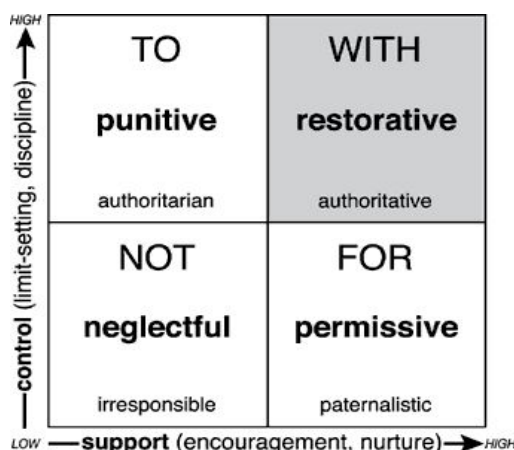 HIGH
TO
WITH
punitive
restorative
authoritarian
authoritative
NOT
FOR
neglectful
permissive
irresponsible
paternalistic
control (limit-setting, discipline)
LOW
support (encouragement, nurture)
HIGH